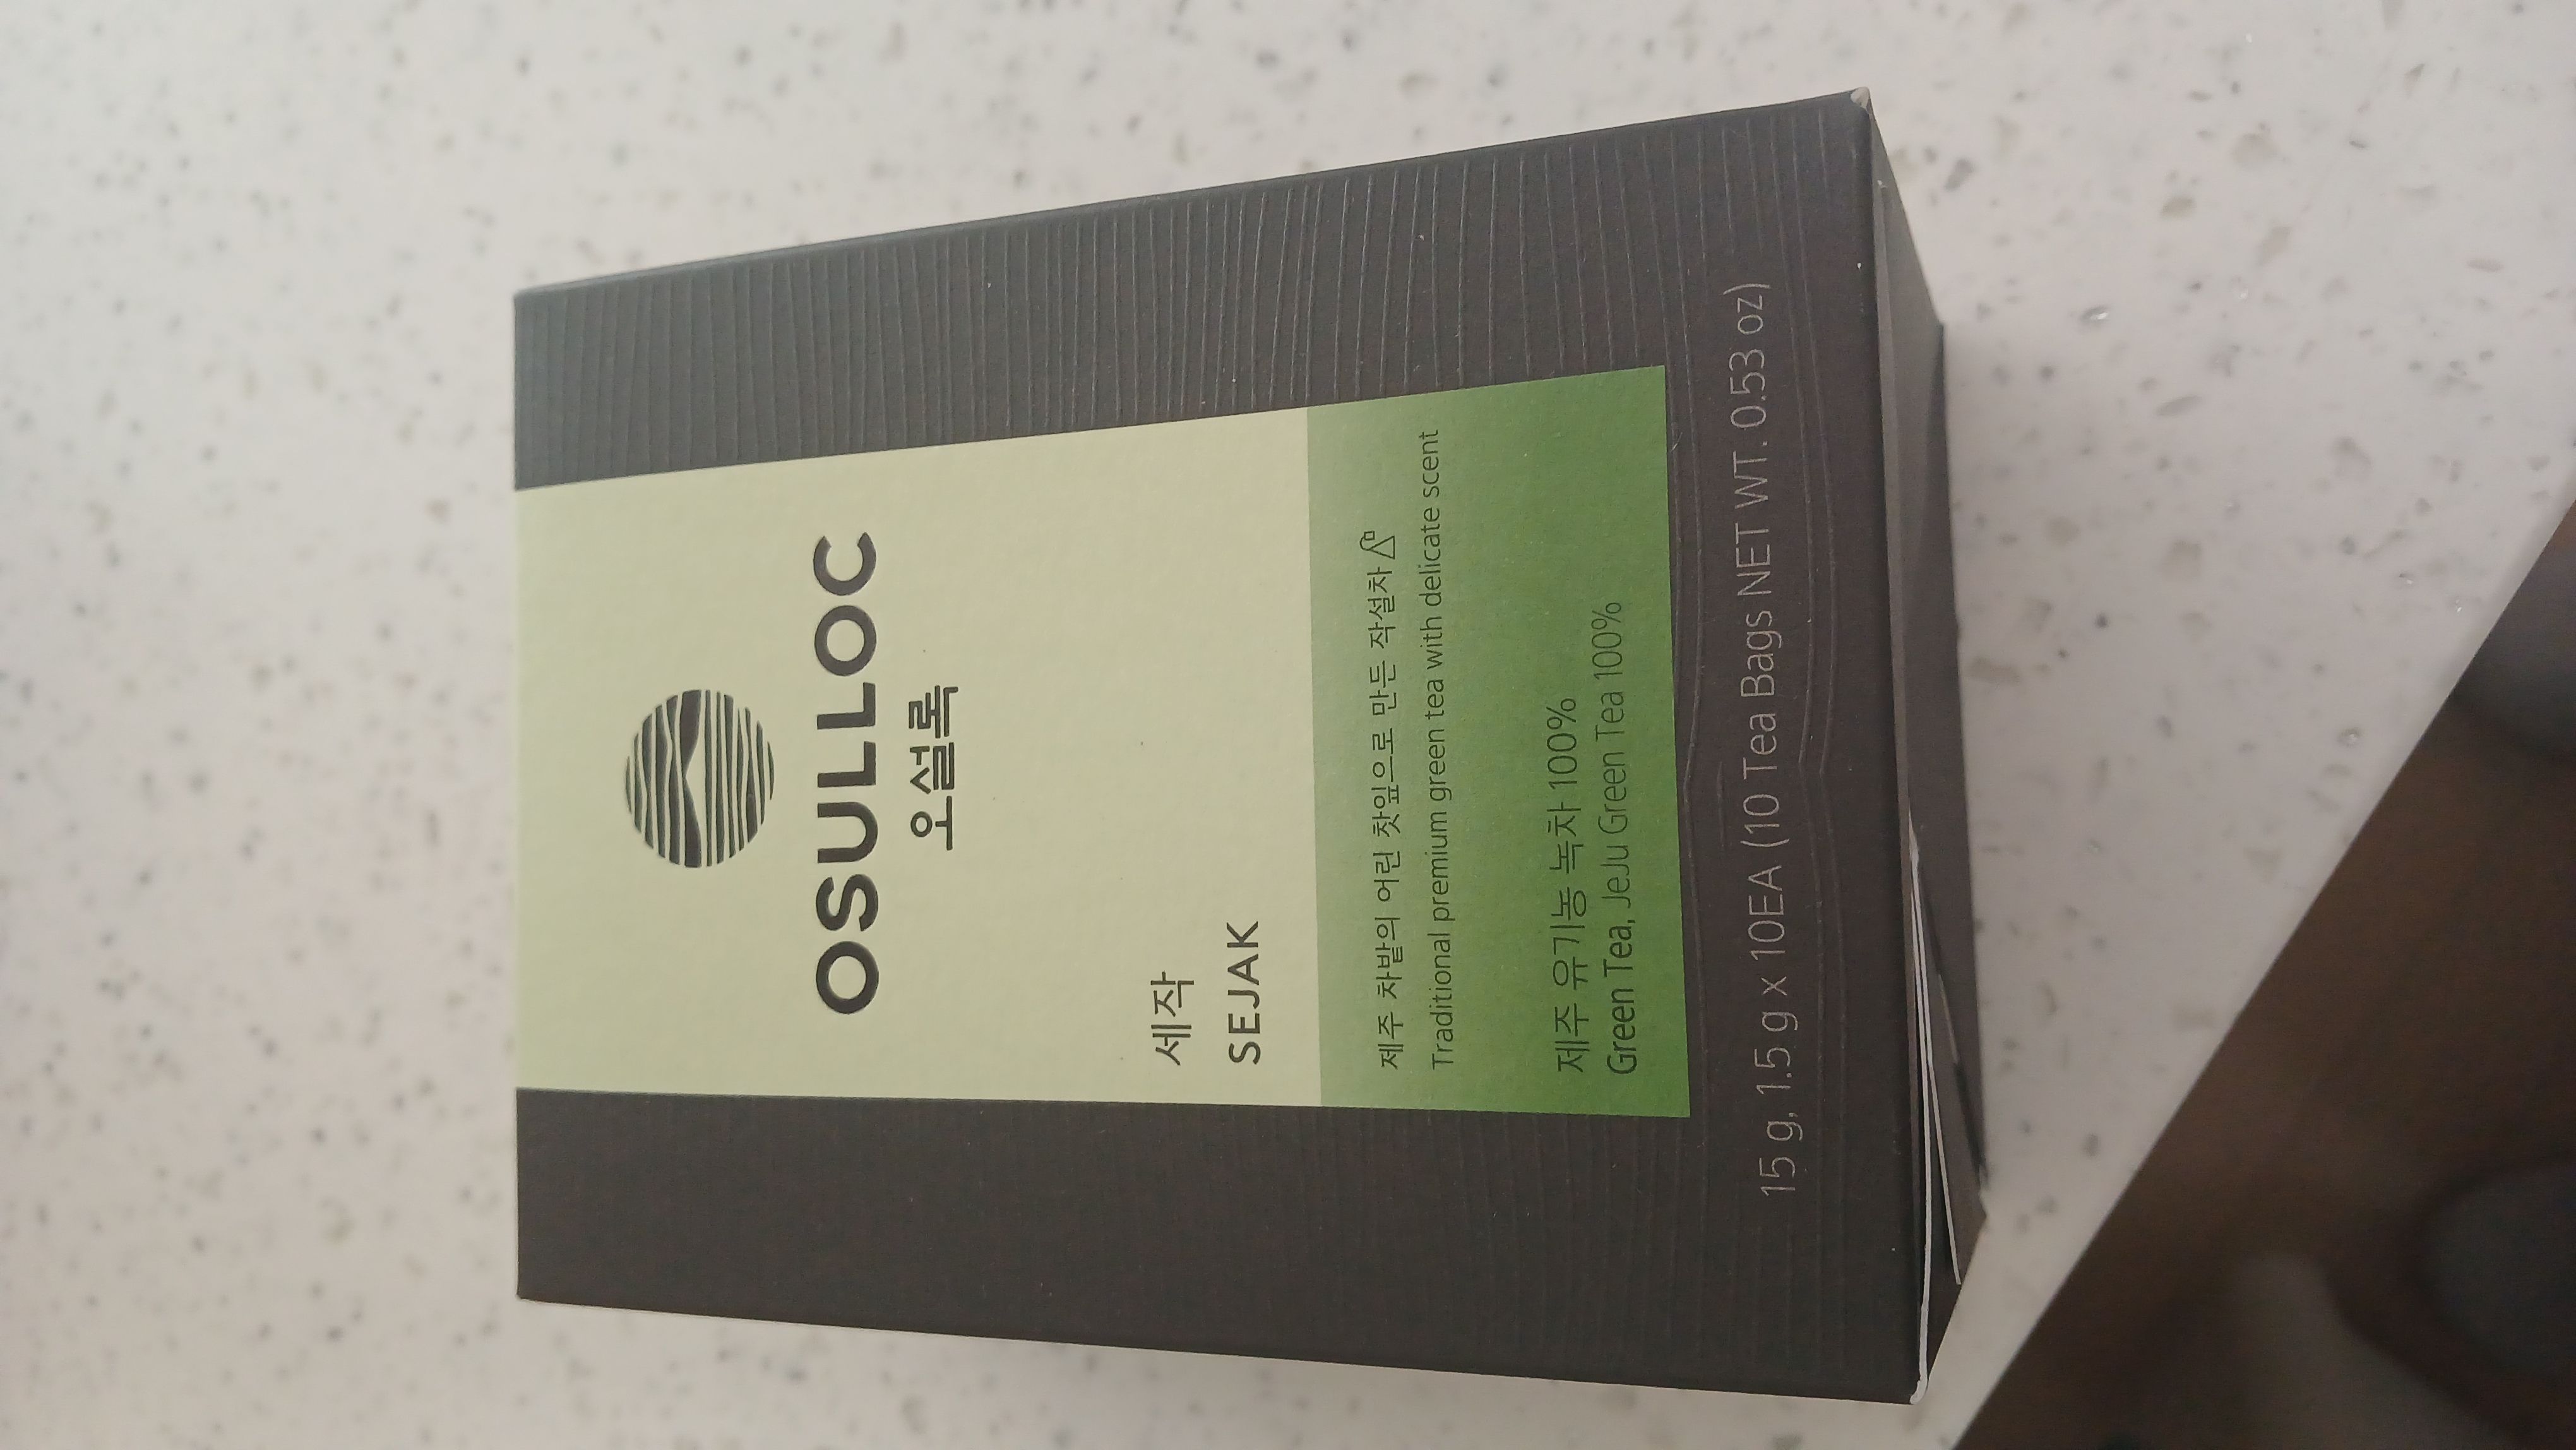 OSULLOC
오설록
세작
SEJAK
제주 차밭의 어린 찻잎으로 만든 작설차
Traditional premium green tea with delicate scent
제주 유기농 녹차 100%
Green Tea, JeJu Green Tea 100%
15 g, 1.5 g x 10EA (10 Tea Bags NET WT. 0.53 oz)